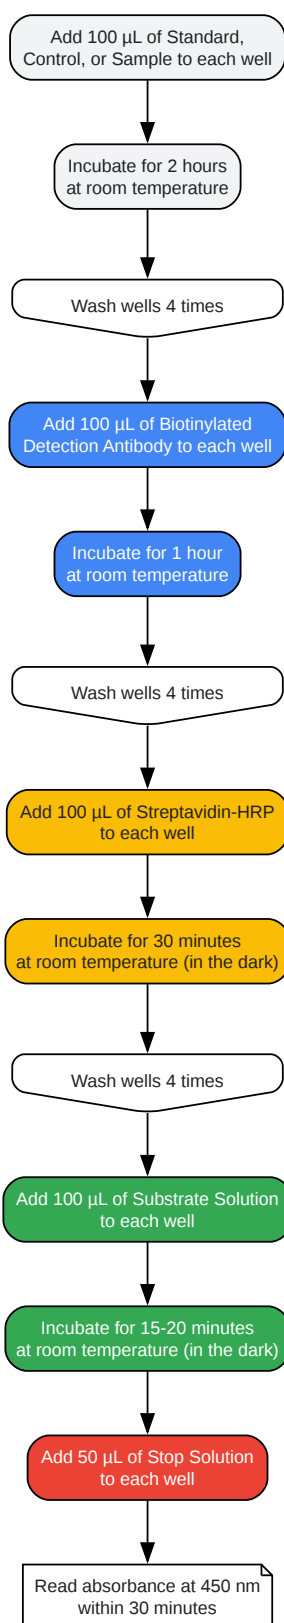 Add 100 µL of Standard,
Control, or Sample to each well
Incubate for 2 hours
at room temperature
Wash wells 4 times
Add 100 µL of Biotinylated
Detection Antibody to each well
Incubate for 1 hour
at room temperature
Wash wells 4 times
Add 100 µL of Streptavidin-HRP
to each well
Incubate for 30 minutes
at room temperature (in the dark)
Wash wells 4 times
Add 100 µL of Substrate Solution
to each well
Incubate for 15-20 minutes
at room temperature (in the dark)
Add 50 µL of Stop Solution
to each well
Read absorbance at 450 nm
within 30 minutes